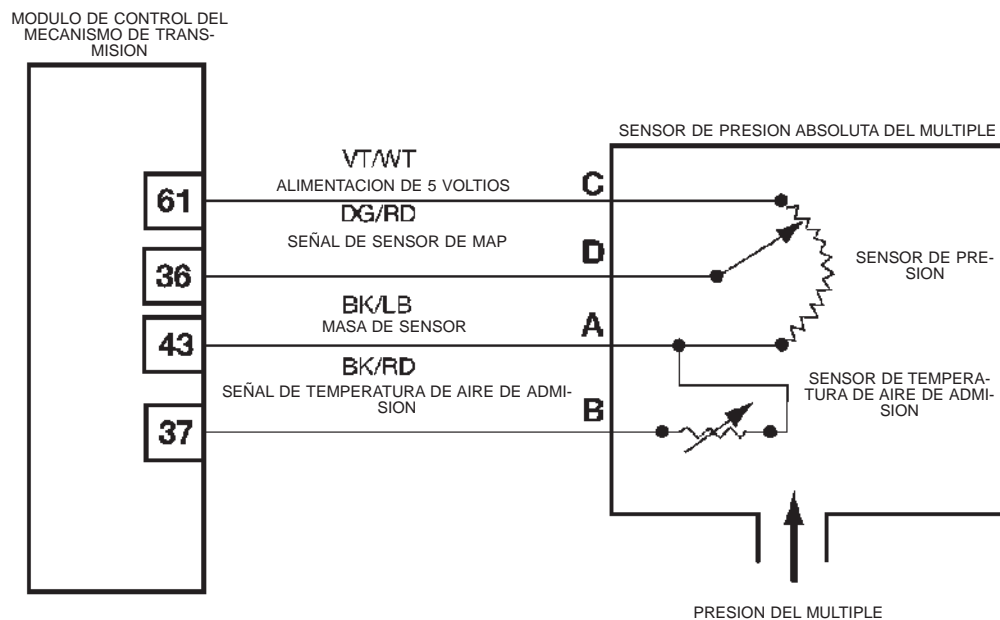 MODULO DE CONTROL DEL
MECANISMO DE TRANS-
MISION
SENSOR DE PRESION ABSOLUTA DEL MULTIPLE
VT/WT
61
ALIMENTACION DE 5 VOLTIOS
C
DG/RD
SEÑAL DE SENSOR DE MAP
36
D
SENSOR DE PRE-
SION
BK/LB
43
MASA DE SENSOR
A
BK/RD
SEÑAL DE TEMPERATURA DE AIRE DE ADMI-
SION
37
B
SENSOR DE TEMPERA-
TURA DE AIRE DE ADMI-
SION
PRESION DEL MULTIPLE